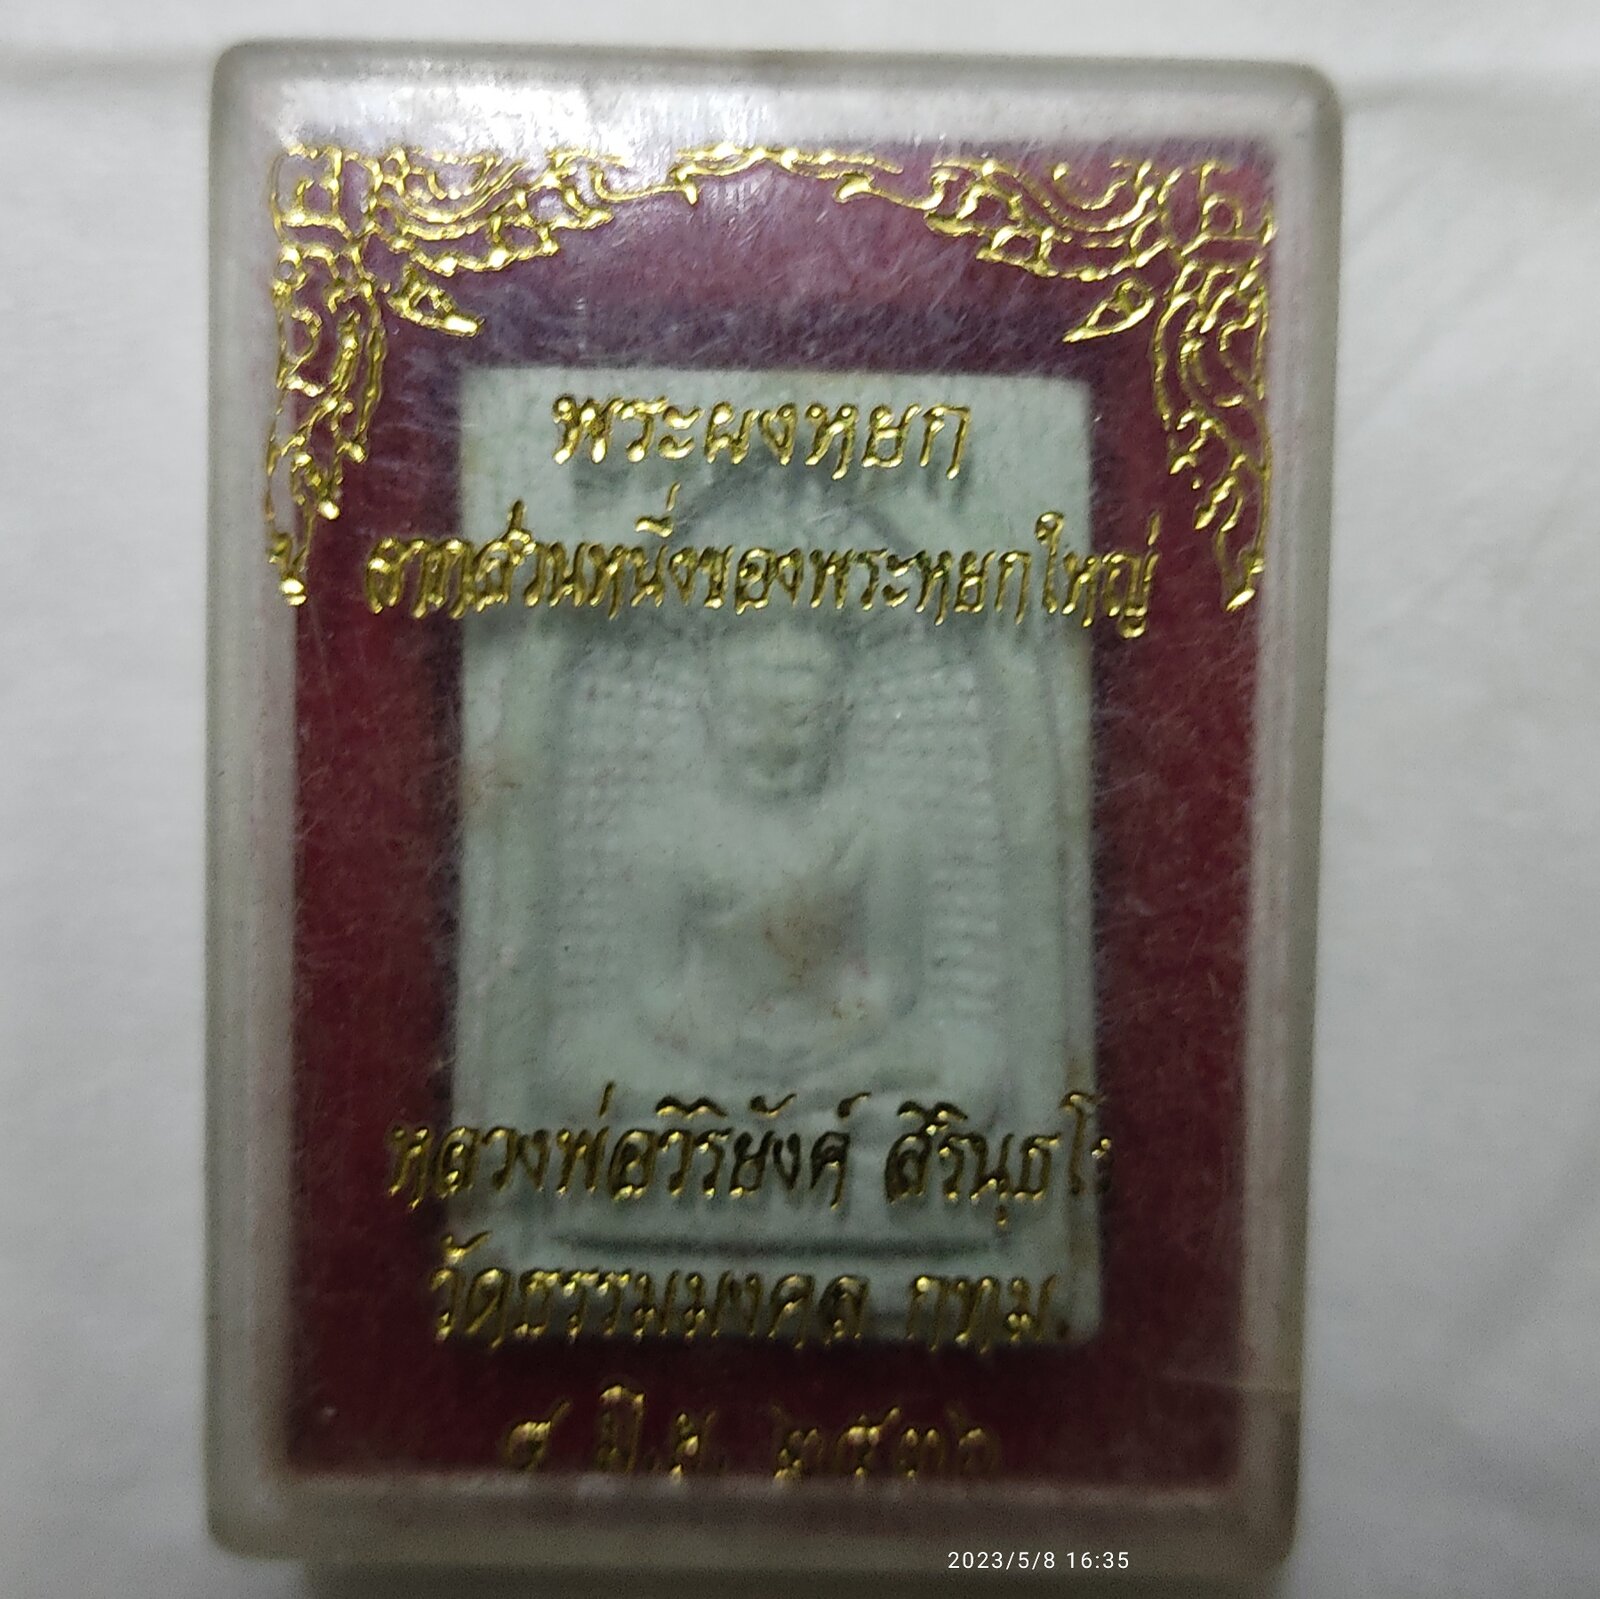 พระผงหยก
จากส่วนหนึ่งของพระหยกใหญ่
หลวงพ่อวิริยังค์ สิรินฺธโร
วัดธรรมมงคล กทม.
๘ มิ.ย. ๒๕๓๖
2023/5/8 16:35